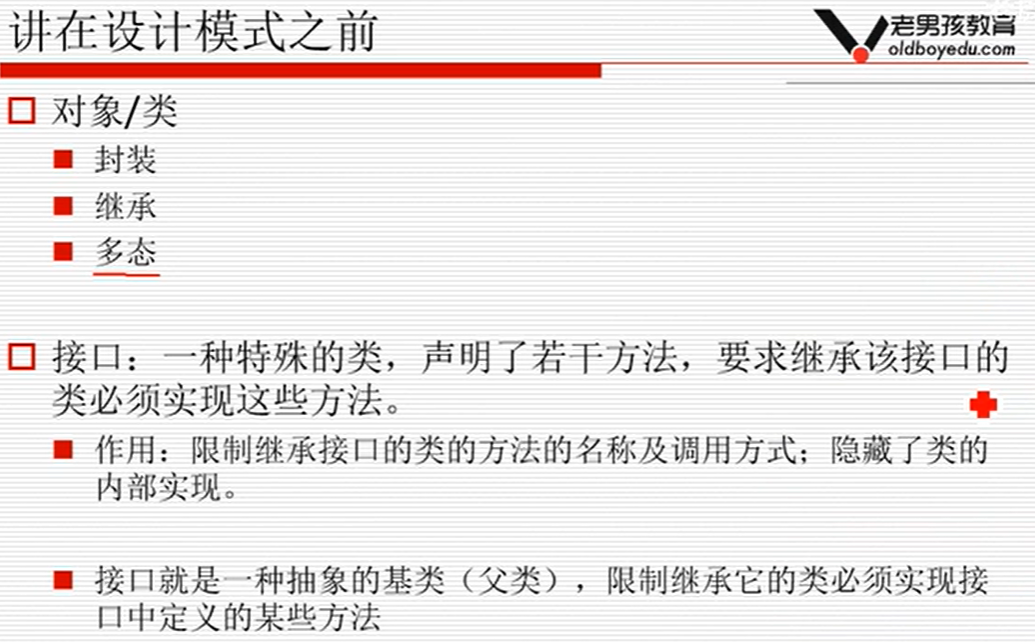 讲在设计模式之前
老男孩教育
oldboyedu.com
对象/类
封装
继承
多态
接口：一种特殊的类，声明了若干方法，要求继承该接口的
类必须实现这些方法。
作用：限制继承接口的类的方法的名称及调用方式；隐藏了类的
内部实现。
接口就是一种抽象的基类（父类），限制继承它的类必须实现接
口中定义的某些方法